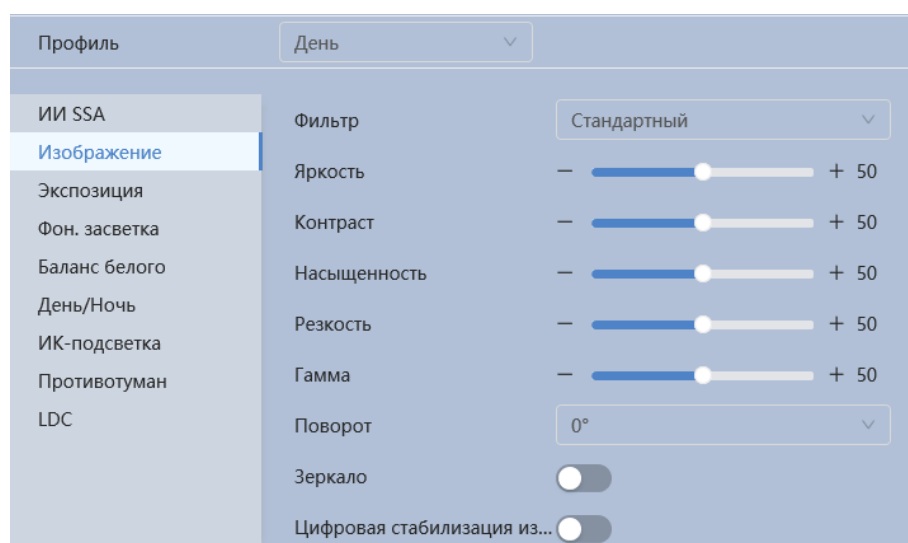 Профиль День
ИИ SSA
Изображение
Экспозиция
Фон. засветка
Баланс белого
День/Ночь
ИК-подсветка
Противотуман
LDC
Фильтр Стандартный
Яркость − + 50
Контраст − + 50
Насыщенность − + 50
Резкость − + 50
Гамма − + 50
Поворот 0°
Зеркало
Цифровая стабилизация из...